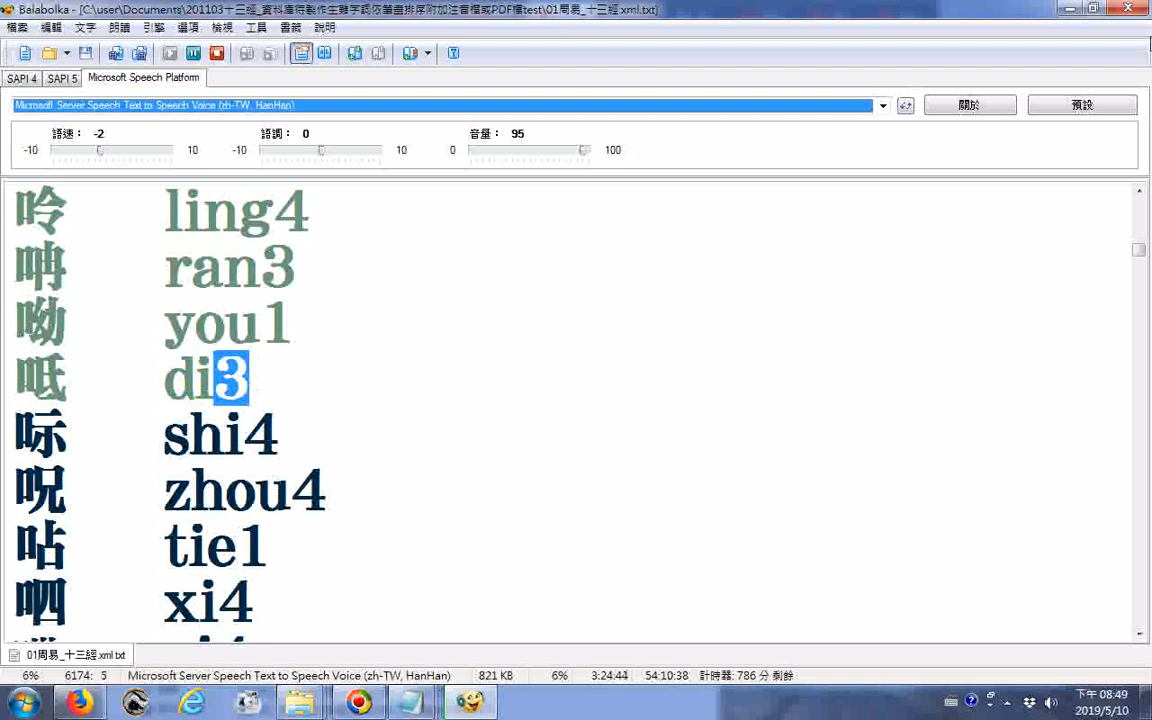 Balabolka - [C:\user\Documents\201103十三經_資料庫待製作生難字詞依筆畫排序附加注音檔或PDF檔test\01周易_十三經.xml.txt]
檔案 編輯 文字 朗讀 引擎 選項 檢視 工具 書籤 說明
SAPI 4 SAPI 5 Microsoft Speech Platform
Microsoft Server Speech Text to Speech Voice (zh-TW, HanHan) 關於 預設
語速： -2 語調： 0 音量： 95
-10 10 -10 10 0 100
呤 ling4
呥 ran3
呦 you1
呧 di3
呩 shi4
呪 zhou4
呫 tie1
呬 xi4
01周易_十三經.xml.txt
6% 6174: 5 Microsoft Server Speech Text to Speech Voice (zh-TW, HanHan) 821 KB 6% 3:24:44 54:10:38 計時器: 786 分 剩餘
下午 08:49
2019/5/10